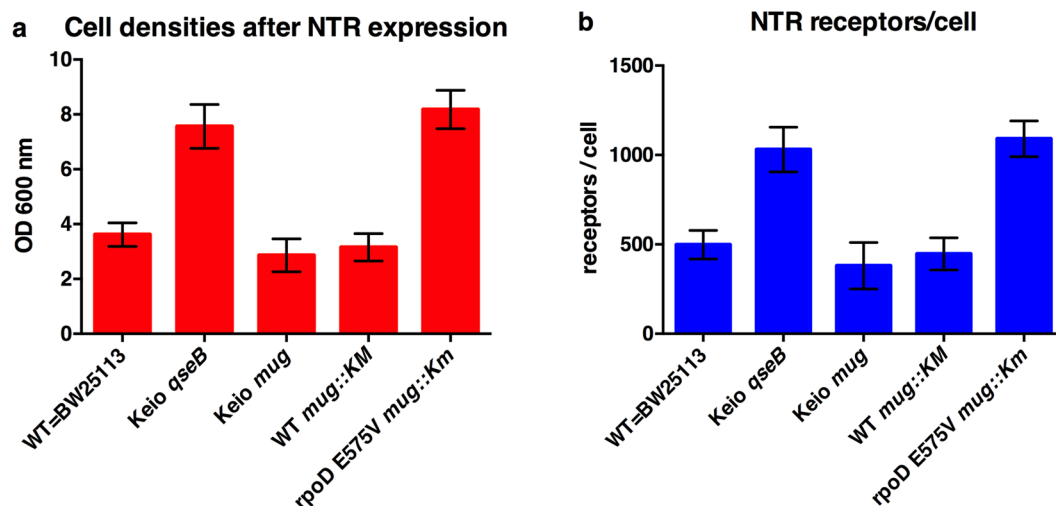 a Cell densities after NTR expression
10
8
6
4
2
0
OD 600 nm
WT=BW25113
Keio qseB
Keio mug
WT mug::KM
rpoD E575V mug::Km
b NTR receptors/cell
1500
1000
500
0
receptors / cell
WT=BW25113
Keio qseB
Keio mug
WT mug::KM
rpoD E575V mug::Km